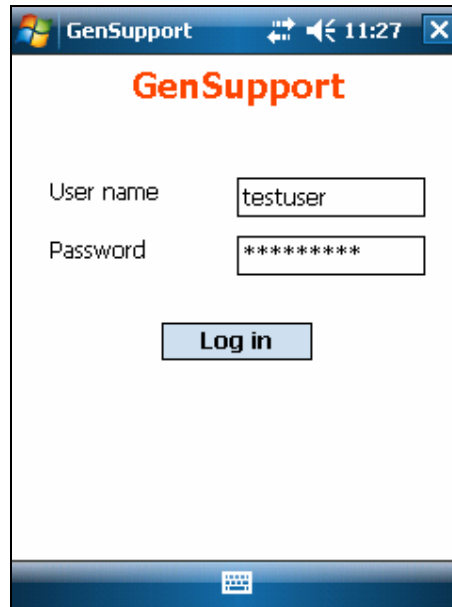 GenSupport 11:27
GenSupport
User name testuser
Password *********
Log in